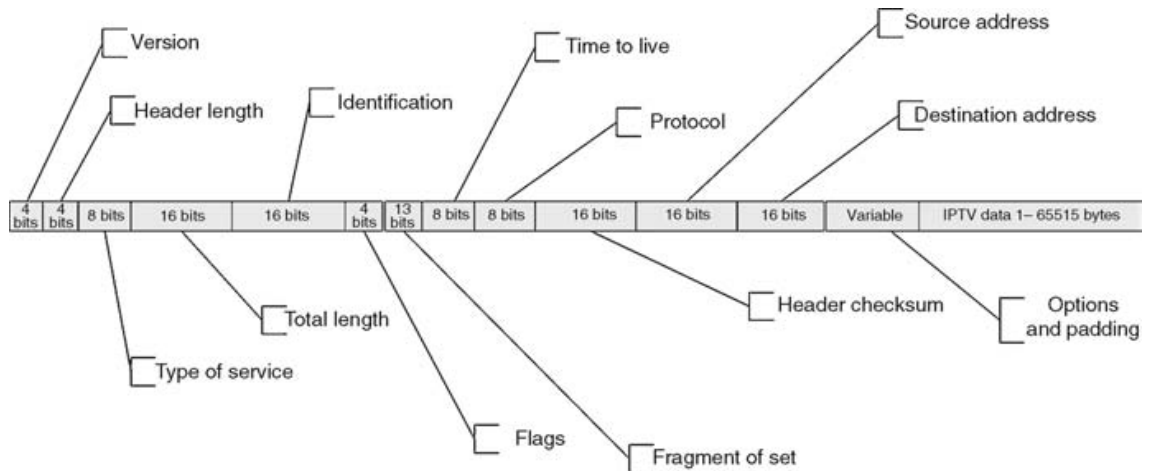 Source address
Version
Time to live
Header length
Identification
Protocol
Destination address
4 bits
4 bits
8 bits
16 bits
16 bits
4 bits
13 bits
8 bits
8 bits
16 bits
16 bits
16 bits
Variable
IPTV data 1– 65515 bytes
Header checksum
Options
and padding
Total length
Type of service
Flags
Fragment of set